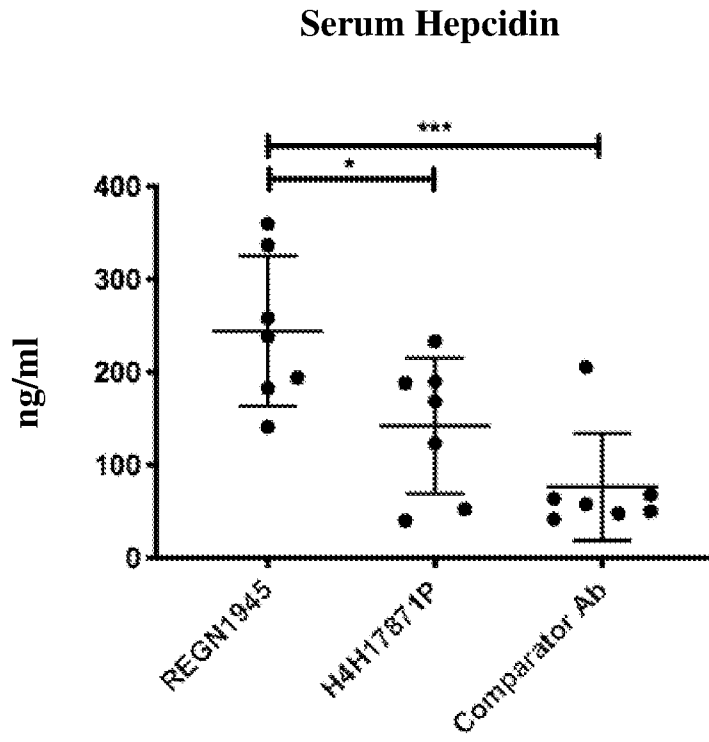 Serum Hepcidin
***
*
400
300
200
100
0
ng/ml
REGN1945
H4H17871P
Comparator Ab